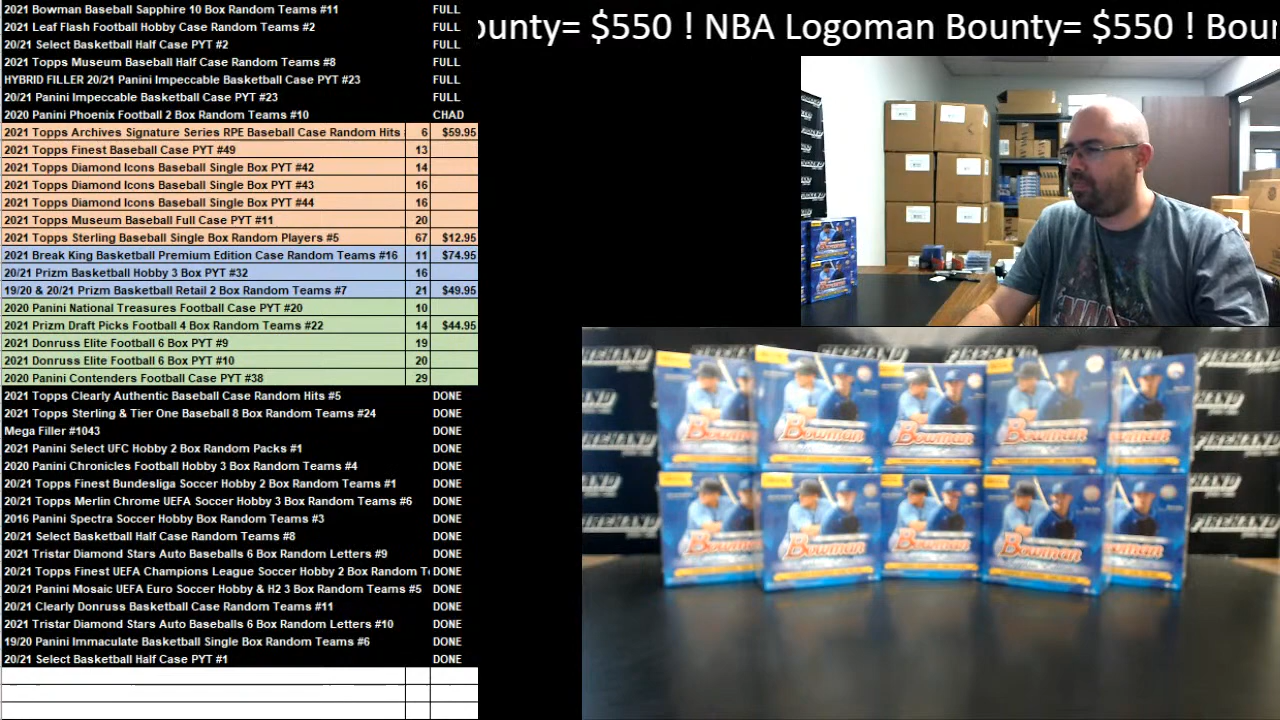 2021 Bowman Baseball Sapphire 10 Box Random Teams #11 FULL
2021 Leaf Flash Football Hobby Case Random Teams #2 FULL
20/21 Select Basketball Half Case PYT #2 FULL
2021 Topps Museum Baseball Half Case Random Teams #8 FULL
HYBRID FILLER 20/21 Panini Impeccable Basketball Case PYT #23 FULL
20/21 Panini Impeccable Basketball Case PYT #23 FULL
2020 Panini Phoenix Football 2 Box Random Teams #10 CHAD
2021 Topps Archives Signature Series RPE Baseball Case Random Hits 6 $59.95
2021 Topps Finest Baseball Case PYT #49 13
2021 Topps Diamond Icons Baseball Single Box PYT #42 14
2021 Topps Diamond Icons Baseball Single Box PYT #43 16
2021 Topps Diamond Icons Baseball Single Box PYT #44 16
2021 Topps Museum Baseball Full Case PYT #11 20
2021 Topps Sterling Baseball Single Box Random Players #5 67 $12.95
2021 Break King Basketball Premium Edition Case Random Teams #16 11 $74.95
20/21 Prizm Basketball Hobby 3 Box PYT #32 16
19/20 & 20/21 Prizm Basketball Retail 2 Box Random Teams #7 21 $49.95
2020 Panini National Treasures Football Case PYT #20 10
2021 Prizm Draft Picks Football 4 Box Random Teams #22 14 $44.95
2021 Donruss Elite Football 6 Box PYT #9 19
2021 Donruss Elite Football 6 Box PYT #10 20
2020 Panini Contenders Football Case PYT #38 29
2021 Topps Clearly Authentic Baseball Case Random Hits #5 DONE
2021 Topps Sterling & Tier One Baseball 8 Box Random Teams #24 DONE
Mega Filler #1043 DONE
2021 Panini Select UFC Hobby 2 Box Random Packs #1 DONE
2020 Panini Chronicles Football Hobby 3 Box Random Teams #4 DONE
2021 Topps Finest Bundesliga Soccer Hobby 2 Box Random Teams #1 DONE
20/21 Topps Merlin Chrome UEFA Soccer Hobby 3 Box Random Teams #6 DONE
2016 Panini Spectra Soccer Hobby Box Random Teams #3 DONE
20/21 Select Basketball Half Case Random Teams #8 DONE
2021 Tristar Diamond Stars Auto Baseballs 6 Box Random Letters #9 DONE
20/21 Topps Finest UEFA Champions League Soccer Hobby 2 Box Random T DONE
20/21 Panini Mosaic UEFA Euro Soccer Hobby & H2 3 Box Random Teams #5 DONE
20/21 Clearly Donruss Basketball Case Random Teams #11 DONE
2021 Tristar Diamond Stars Auto Baseballs 6 Box Random Letters #10 DONE
19/20 Panini Immaculate Basketball Single Box Random Teams #6 DONE
20/21 Select Basketball Half Case PYT #1 DONE
ounty= $550 ! NBA Logoman Bounty= $550 ! Boun
Bowman
Bowman
Bowman Bowman Bowman Bowman Bowman
Bowman Bowman Bowman Bowman Bowman
FIREHAND
FIREHAND